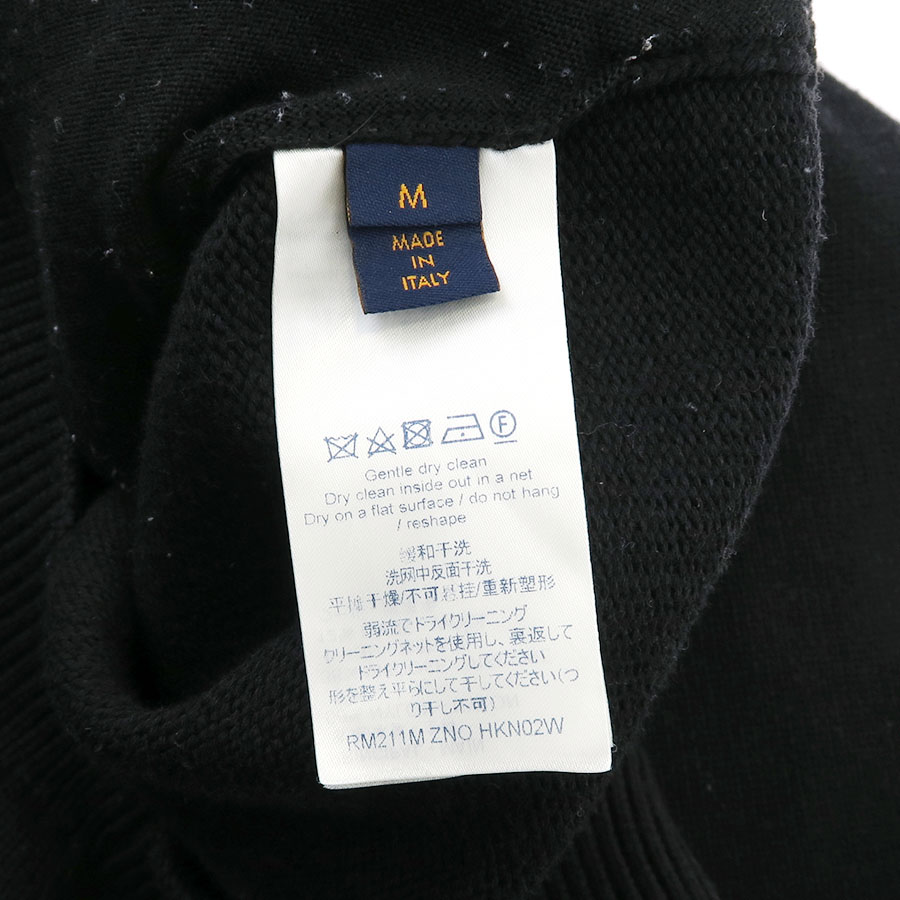 M
MADE
IN
ITALY
F
Gentle dry clean
Dry clean inside out in a net
Dry on a flat surface / do not hang
/ reshape
缓和干洗
洗网中反面干洗
平摊干燥/不可悬挂/重新塑形
弱流でドライクリーニング
クリーニングネットを使用し、裏返して
ドライクリーニングしてください
形を整え平らにして干してください(つ
り干し不可)
RM211M ZNO HKN02W